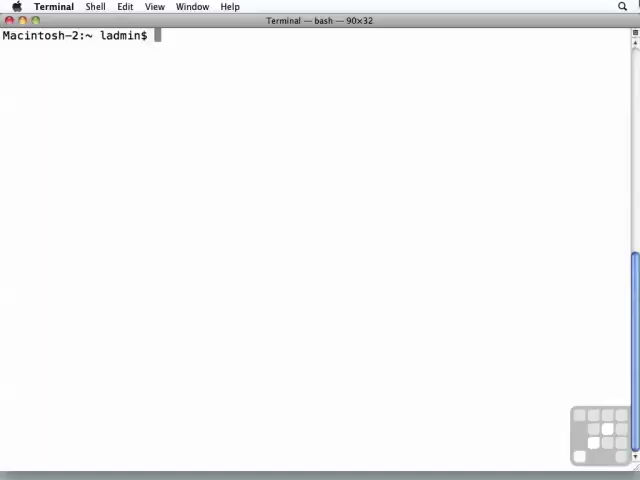 Terminal Shell Edit View Window Help
Terminal — bash — 90×32
Macintosh-2:~ ladmin$